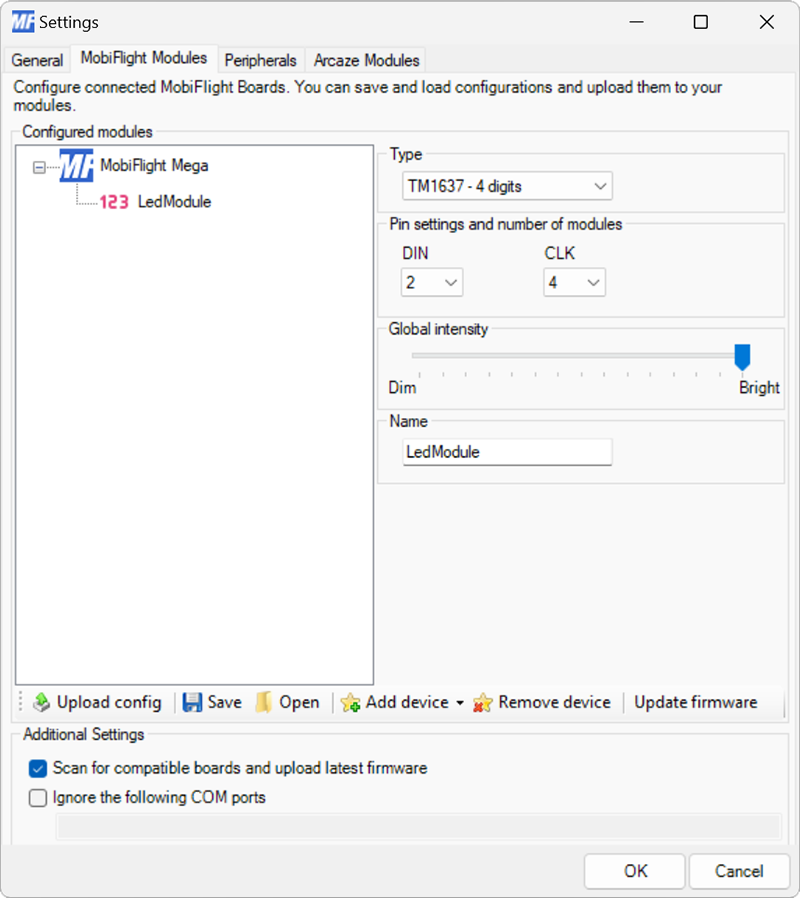 MF Settings
General MobiFlight Modules Peripherals Arcaze Modules
Configure connected MobiFlight Boards. You can save and load configurations and upload them to your
modules.
Configured modules
MF MobiFlight Mega
123 LedModule
Type
TM1637 - 4 digits
Pin settings and number of modules
DIN CLK
2 4
Global intensity
Dim Bright
Name
LedModule
Upload config Save Open Add device Remove device Update firmware
Additional Settings
Scan for compatible boards and upload latest firmware
Ignore the following COM ports
OK Cancel